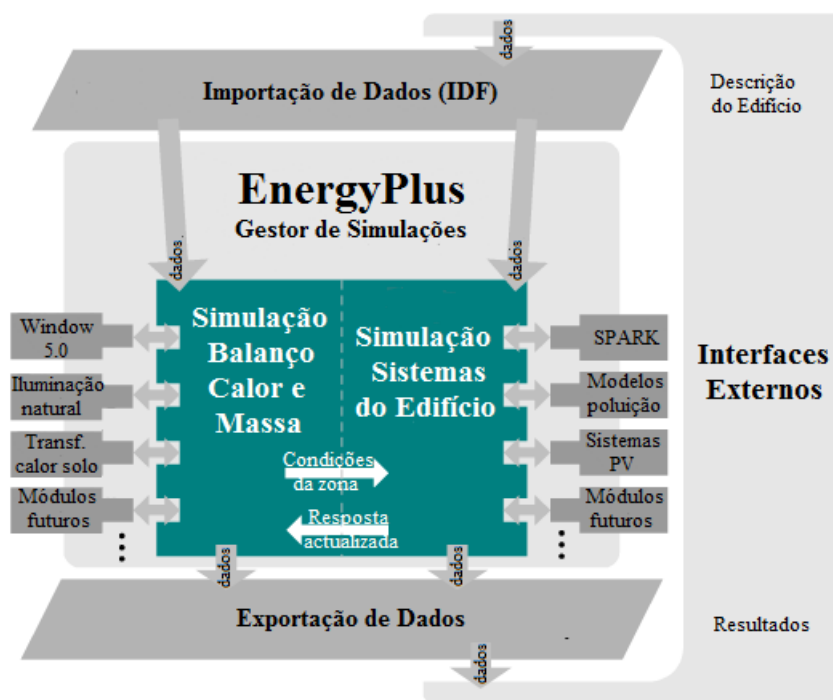 dados
Importação de Dados (IDF)
Descrição
do Edifício
EnergyPlus
Gestor de Simulações
dados
dados
Simulação
Balanço
Calor e
Massa
Simulação
Sistemas
do Edifício
Window
5.0
Iluminação
natural
Transf.
calor solo
Módulos
futuros
SPARK
Modelos
poluição
Sistemas
PV
Módulos
futuros
Interfaces
Externos
Condições
da zona
Resposta
actualizada
dados
dados
Exportação de Dados
Resultados
dados